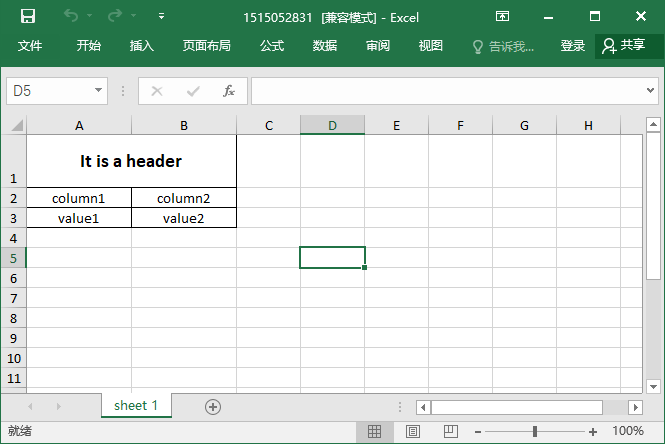 1515052831 [兼容模式] - Excel
文件 开始 插入 页面布局 公式 数据 审阅 视图 告诉我... 登录 共享
D5 fx
A B C D E F G H
1 It is a header
2 column1 column2
3 value1 value2
4
5
6
7
8
9
10
11
sheet 1
就绪 100%